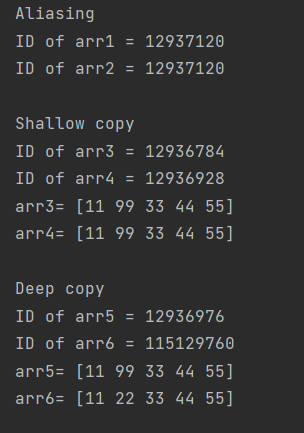 Aliasing
ID of arr1 = 12937120
ID of arr2 = 12937120

Shallow copy
ID of arr3 = 12936784
ID of arr4 = 12936928
arr3= [11 99 33 44 55]
arr4= [11 99 33 44 55]

Deep copy
ID of arr5 = 12936976
ID of arr6 = 115129760
arr5= [11 99 33 44 55]
arr6= [11 22 33 44 55]